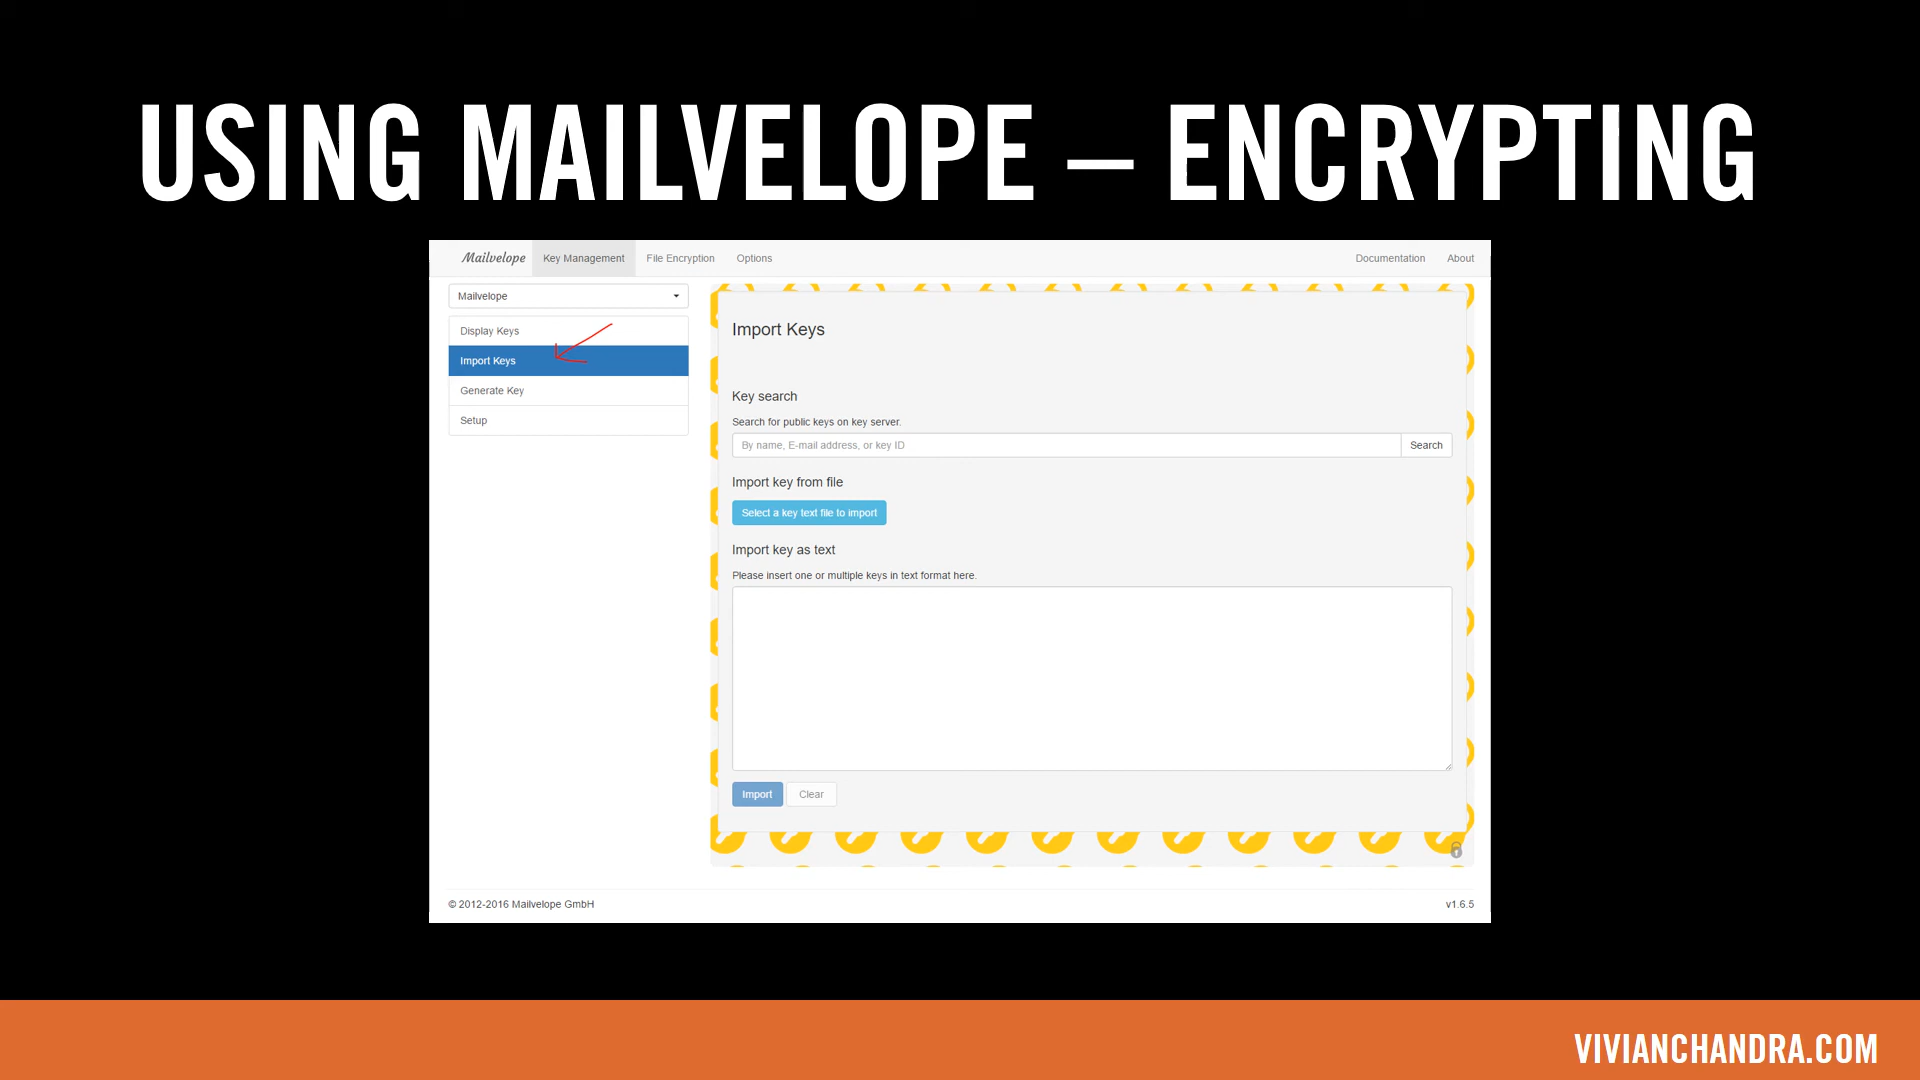 USING MAILVELOPE – ENCRYPTING
Mailvelope Key Management File Encryption Options Documentation About
Mailvelope
Display Keys
Import Keys
Generate Key
Setup
Import Keys
Key search
Search for public keys on key server.
By name, E-mail address, or key ID Search
Import key from file
Select a key text file to import
Import key as text
Please insert one or multiple keys in text format here.
Import Clear
© 2012-2016 Mailvelope GmbH v1.6.5
VIVIANCHANDRA.COM